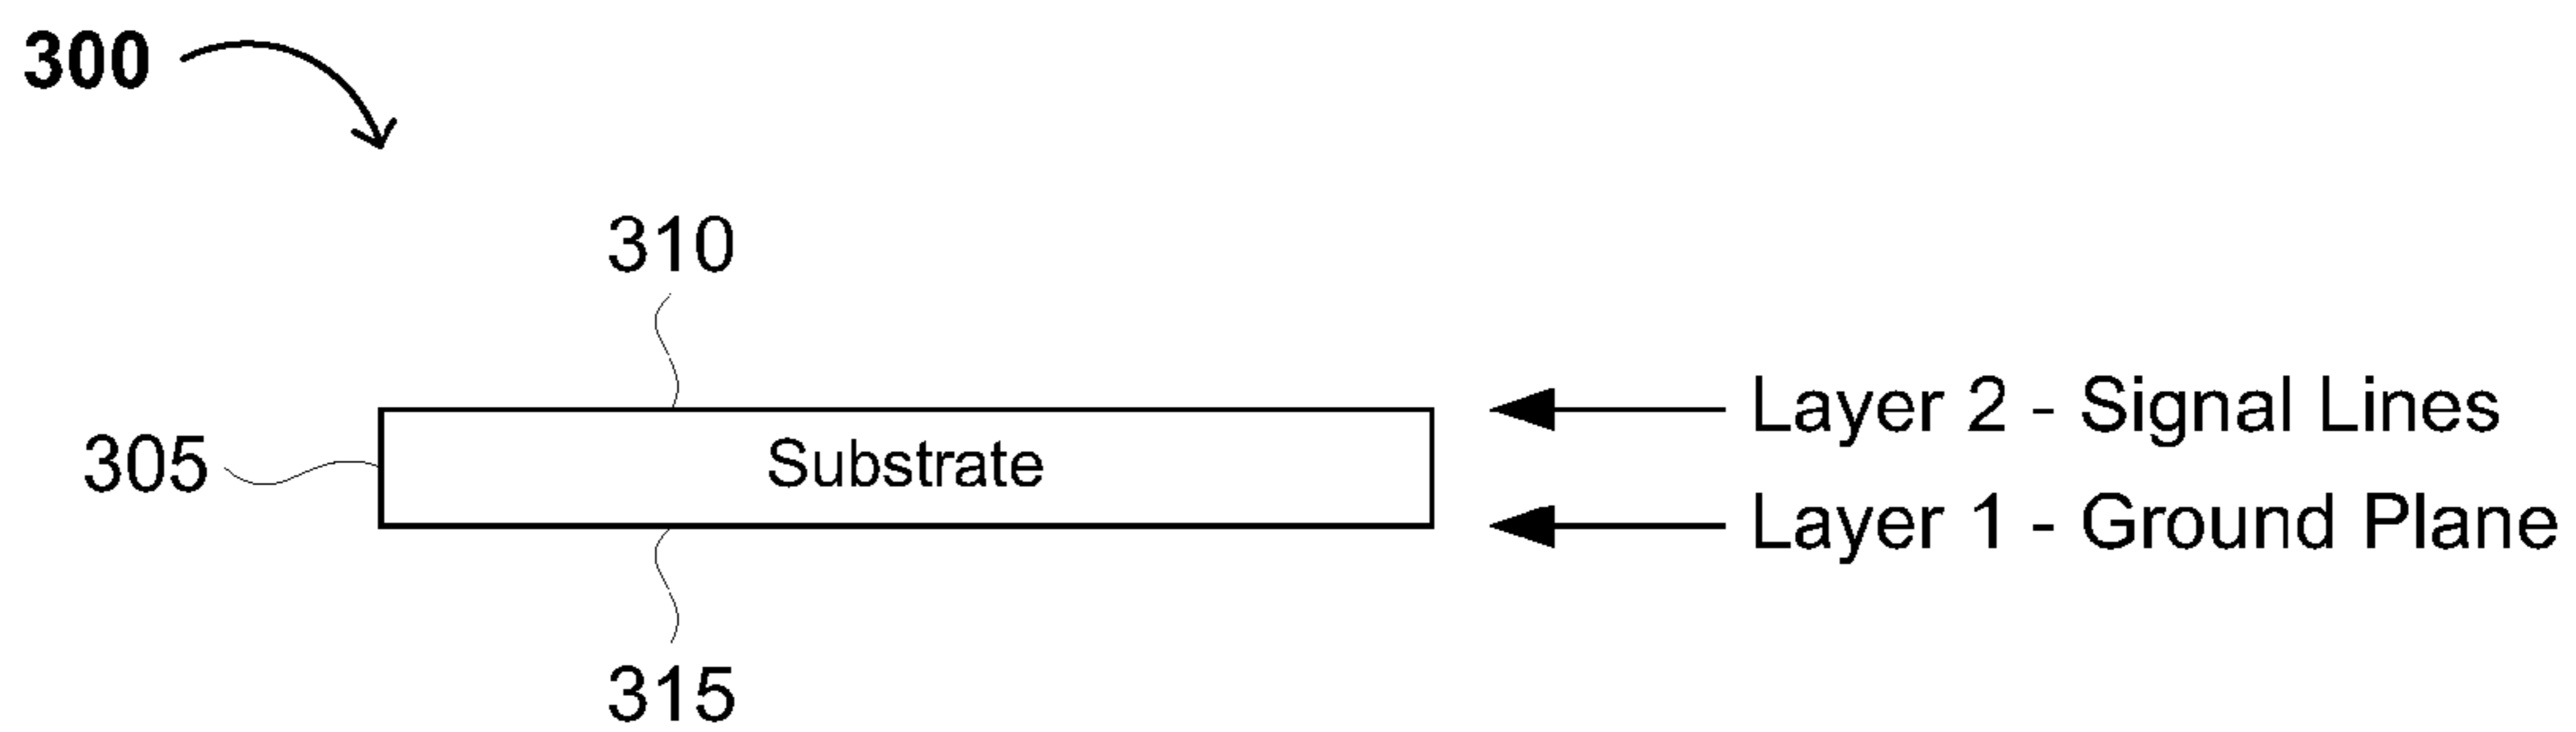 300
310
Layer 2 - Signal Lines
305
Substrate
Layer 1 - Ground Plane
315